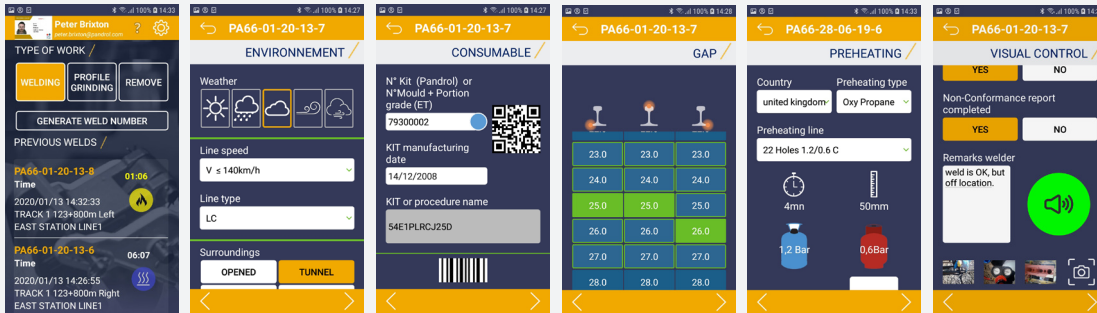 14:33
Peter Brixton
peter.brixton@pandrol.com
TYPE OF WORK
WELDING
PROFILE
GRINDING
REMOVE
GENERATE WELD NUMBER
PREVIOUS WELDS
PA66-01-20-13-8
01:06
Time
2020/01/13 14:32:33
TRACK 1 123+800m Left
EAST STATION LINE1
PA66-01-20-13-6
06:07
Time
2020/01/13 14:26:55
TRACK 1 123+800m Right
EAST STATION LINE1
100% 14:27
PA66-01-20-13-7
ENVIRONNEMENT
Weather
Line speed
V ≤ 140km/h
Line type
LC
Surroundings
OPENED
TUNNEL
100% 14:27
PA66-01-20-13-7
CONSUMABLE
N° Kit (Pandrol) or
N°Mould + Portion
grade (ET)
79300002
KIT manufacturing
date
14/12/2008
KIT or procedure name
54E1PLRCJ25D
100% 14:28
PA66-01-20-13-7
GAP
23.0 23.0 23.0
24.0 24.0 24.0
25.0 25.0 25.0
26.0 26.0 26.0
27.0 27.0 27.0
28.0 28.0 28.0
100% 14:33
PA66-28-06-19-6
PREHEATING
Country
Preheating type
united kingdom
Oxy Propane
Preheating line
22 Holes 1.2/0.6 C
4mn
50mm
1,2 Bar
0,6Bar
100%
PA66-01-20-13-7
VISUAL CONTROL
YES
NO
Non-Conformance report
completed
YES
NO
Remarks welder
weld is OK, but
off location.